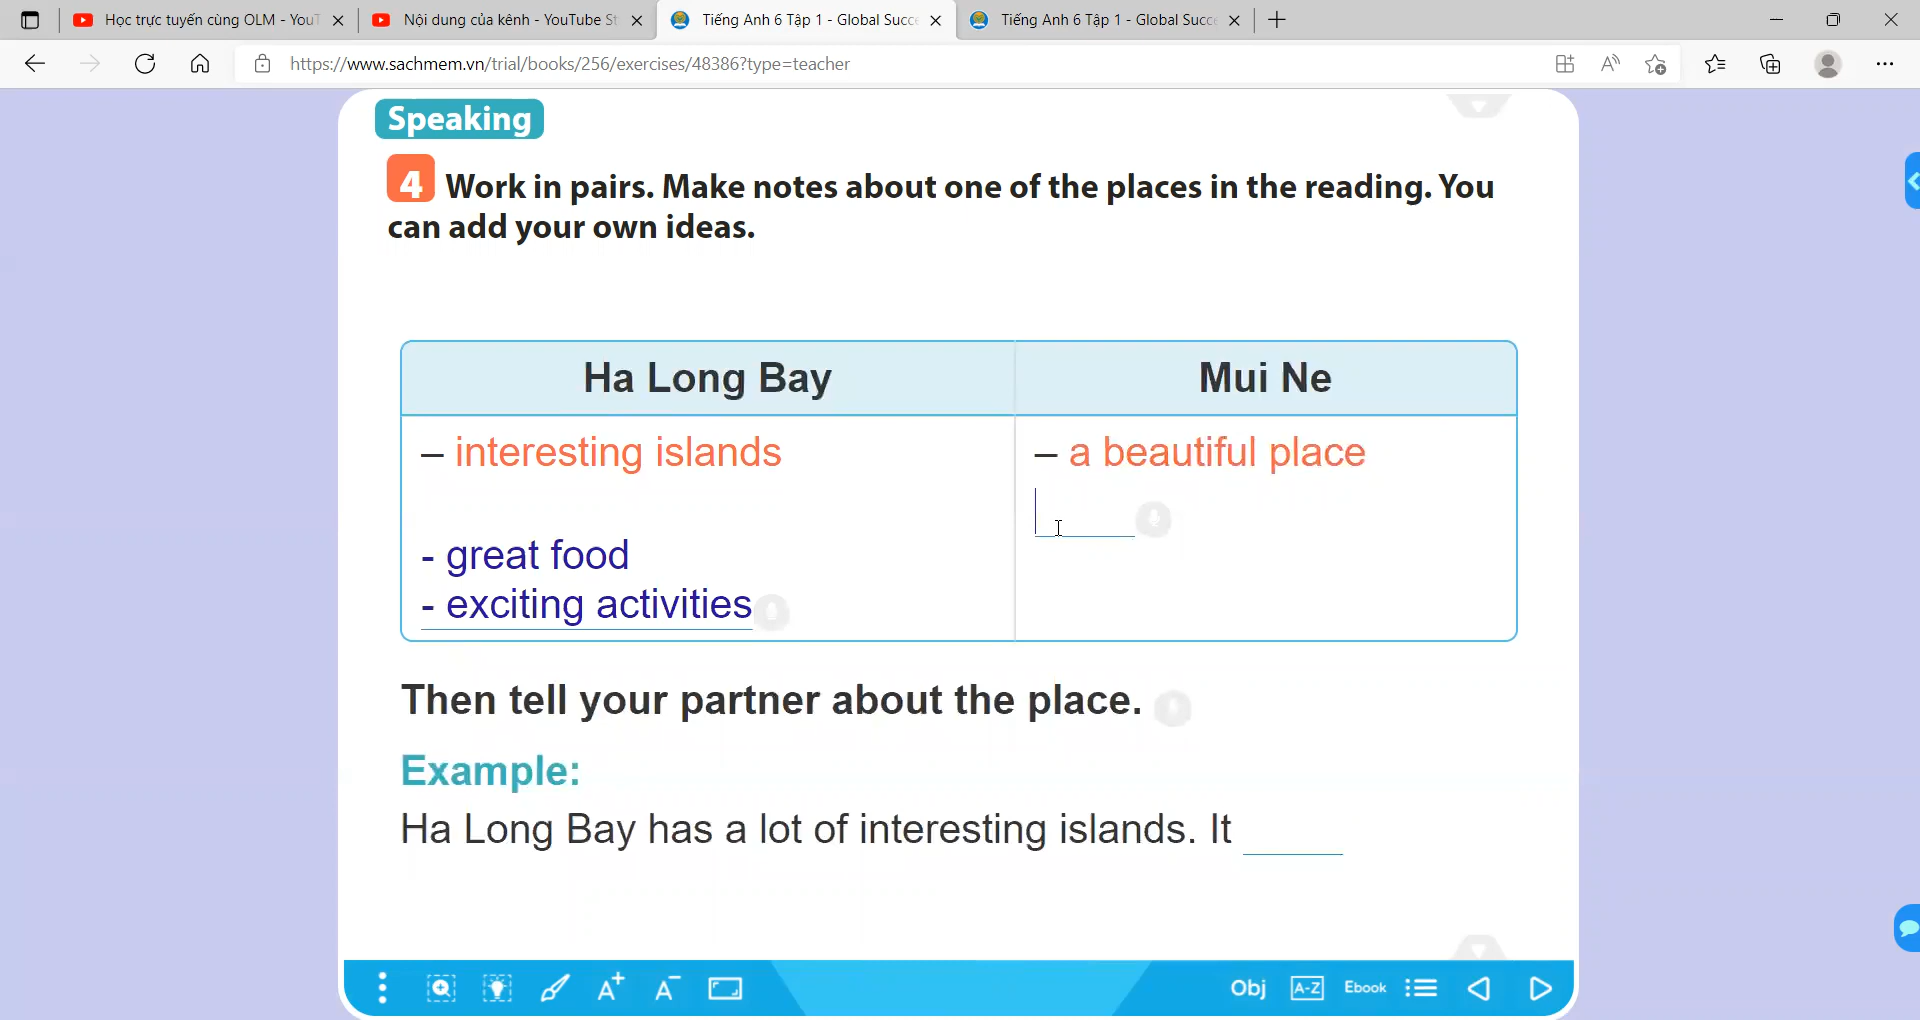 Học trực tuyến cùng OLM - YouT
Nội dung của kênh - YouTube St
Tiếng Anh 6 Tập 1 - Global Succe
Tiếng Anh 6 Tập 1 - Global Succe
https://www.sachmem.vn/trial/books/256/exercises/48386?type=teacher
Speaking
4 Work in pairs. Make notes about one of the places in the reading. You
can add your own ideas.
Ha Long Bay
Mui Ne
– interesting islands
– a beautiful place
- great food
- exciting activities
Then tell your partner about the place.
Example:
Ha Long Bay has a lot of interesting islands. It ______
A+
A-
Obj
A-Z
Ebook